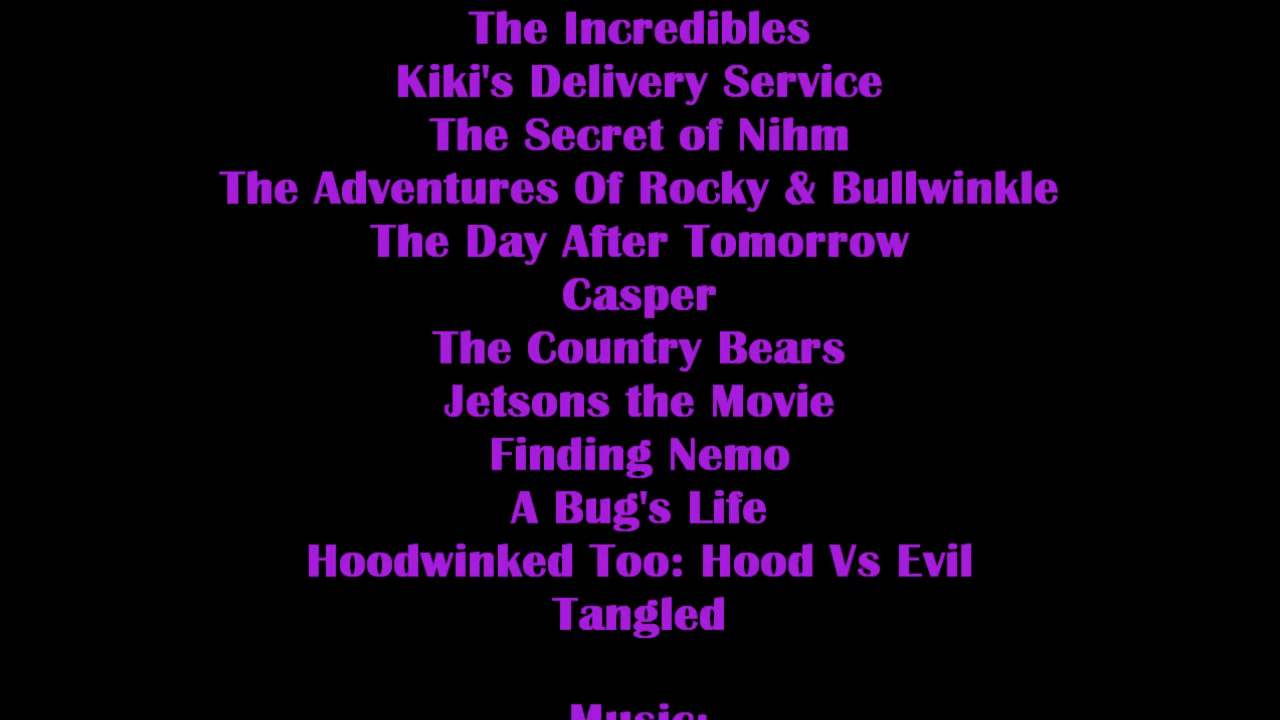 The Incredibles
Kiki's Delivery Service
The Secret of Nihm
The Adventures Of Rocky & Bullwinkle
The Day After Tomorrow
Casper
The Country Bears
Jetsons the Movie
Finding Nemo
A Bug's Life
Hoodwinked Too: Hood Vs Evil
Tangled
Music: